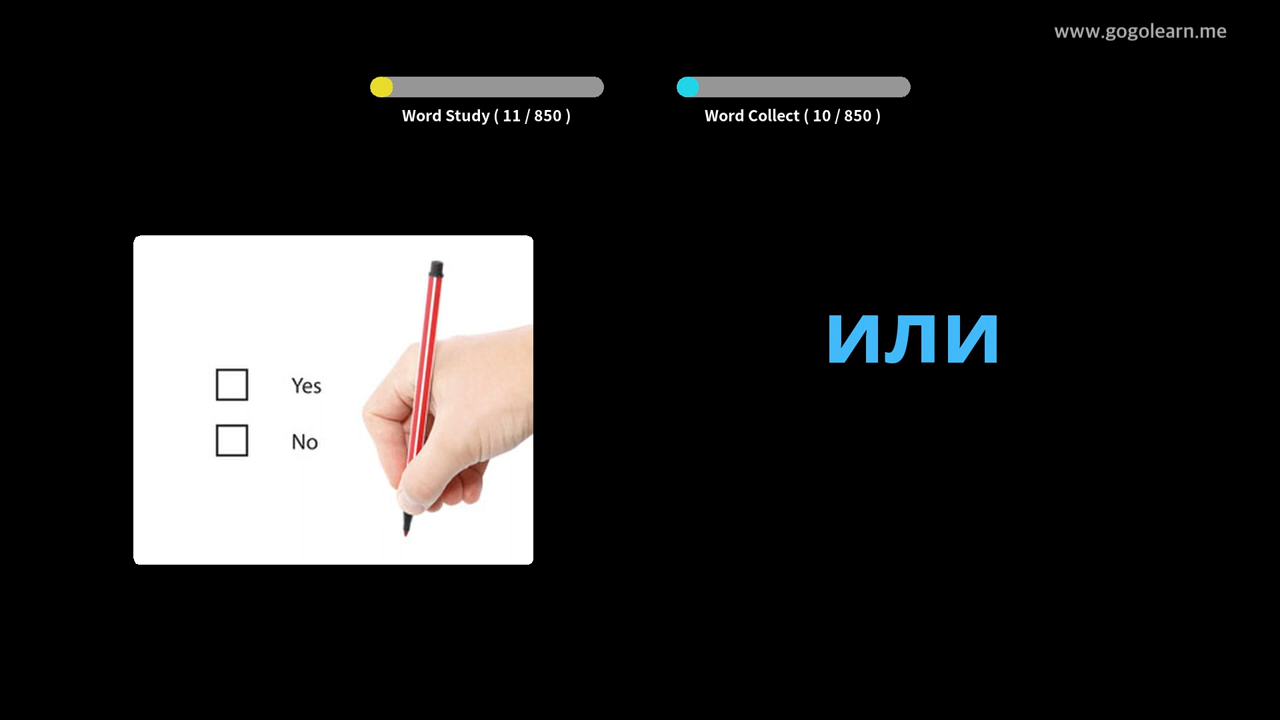 www.gogolearn.me
Word Study ( 11 / 850 )
Word Collect ( 10 / 850 )
Yes
No
или